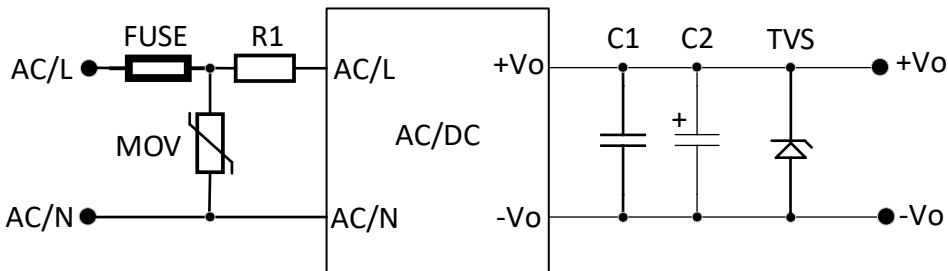 FUSE R1 C1 C2 TVS
AC/L AC/L +Vo +Vo
MOV AC/DC +
AC/N AC/N -Vo -Vo